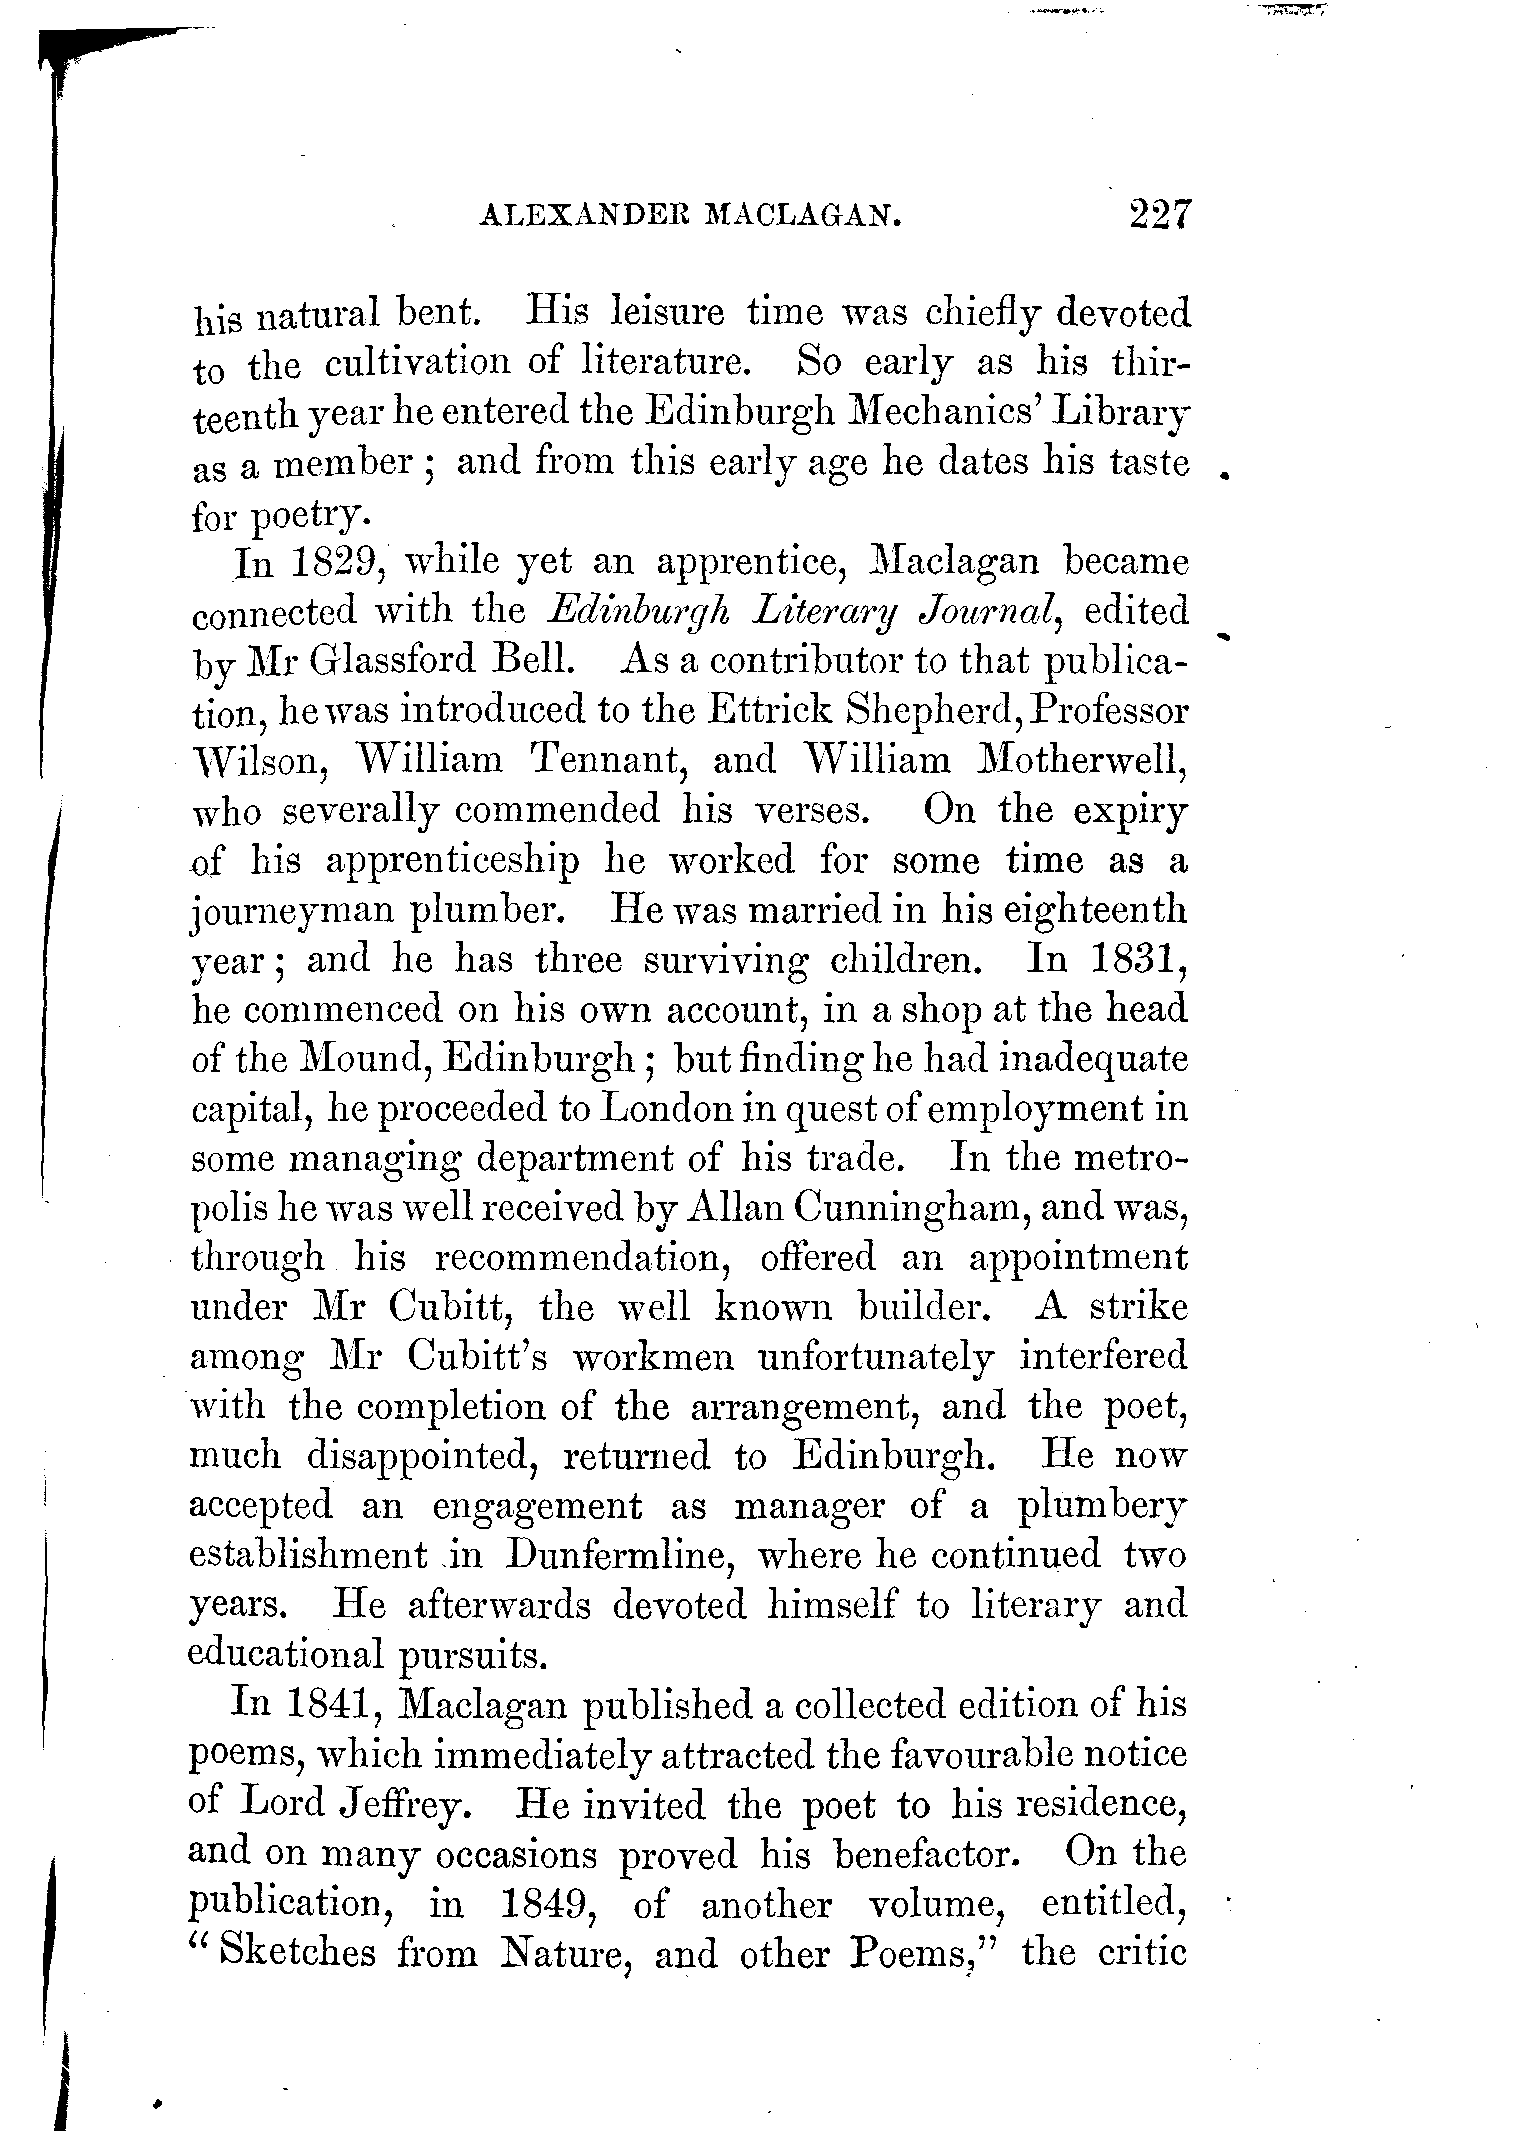 ALEXANDER MACLAGAN. 227
his natural bent. His leisure time was chiefly devoted
to the cultivation of literature. So early as his thir-
teenth year he entered the Edinburgh Mechanics' Library
as a member ; and from this early age he dates his taste
for poetry.
In 1829, while yet an apprentice, Maclagan became
connected with the Edinburgh Literary Journal, edited
by Mr Glassford Bell. As a contributor to that publica-
tion, he was introduced to the Ettrick Shepherd, Professor
Wilson, William Tennant, and William Motherwell,
who severally commended his verses. On the expiry
of his apprenticeship he worked for some time as a
journeyman plumber. He was married in his eighteenth
year ; and he has three surviving children. In 1831,
he commenced on his own account, in a shop at the head
of the Mound, Edinburgh ; but finding he had inadequate
capital, he proceeded to London in quest of employment in
some managing department of his trade. In the metro-
polis he was well received by Allan Cunningham, and was,
through his recommendation, offered an appointment
under Mr Cubitt, the well known builder. A strike
among Mr Cubitt's workmen unfortunately interfered
with the completion of the arrangement, and the poet,
much disappointed, returned to Edinburgh. He now
accepted an engagement as manager of a plumbery
establishment in Dunfermline, where he continued two
years. He afterwards devoted himself to literary and
educational pursuits.
In 1841, Maclagan published a collected edition of his
poems, which immediately attracted the favourable notice
of Lord Jeffrey. He invited the poet to his residence,
and on many occasions proved his benefactor. On the
publication, in 1849, of another volume, entitled,
"Sketches from Nature, and other Poems," the critic